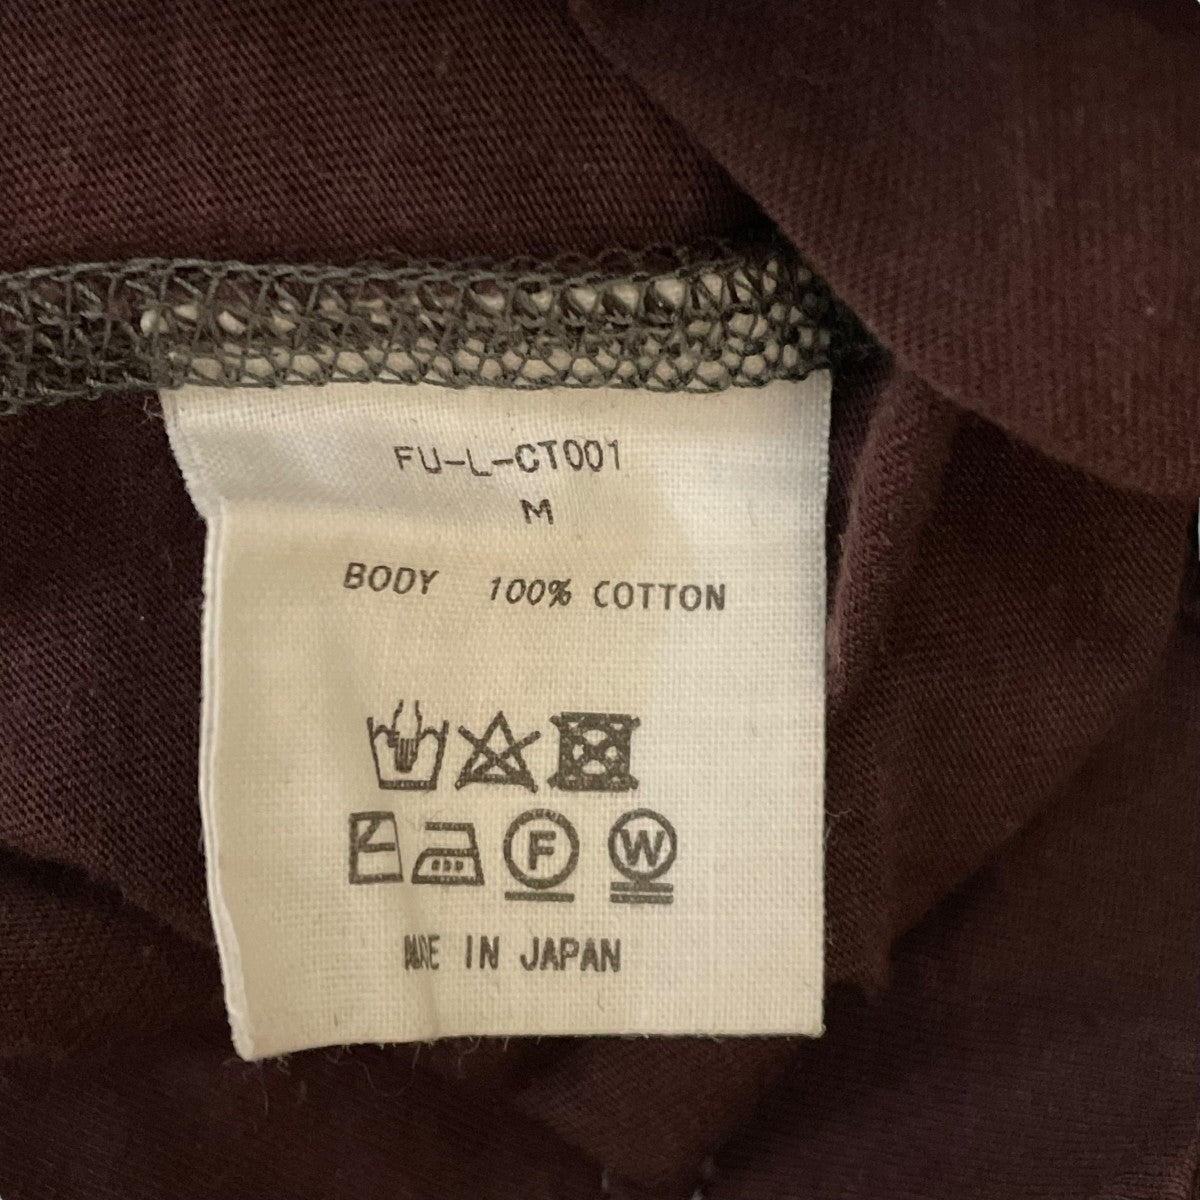 FU-L-CT001
M
BODY 100% COTTON
F W
MADE IN JAPAN